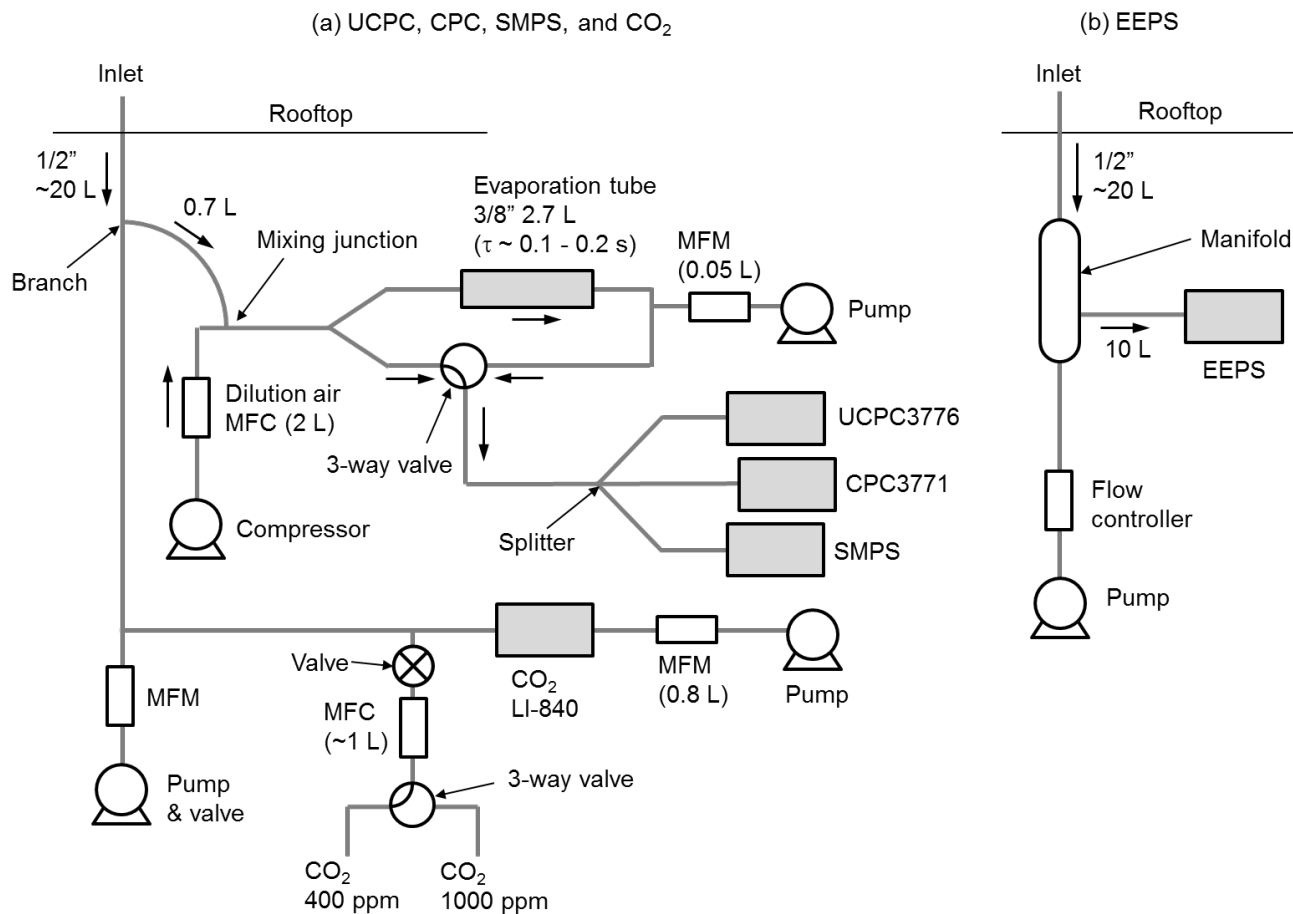 (a) UCPC, CPC, SMPS, and CO₂
Inlet
Rooftop
1/2”
~20 L
0.7 L
Branch
Mixing junction
Evaporation tube
3/8” 2.7 L
(τ ~ 0.1 - 0.2 s)
MFM
(0.05 L)
Pump
Dilution air
MFC (2 L)
3-way valve
Compressor
Splitter
UCPC3776
CPC3771
SMPS
Valve
CO₂
LI-840
MFM
(0.8 L)
Pump
MFM
MFC
(~1 L)
Pump
& valve
3-way valve
CO₂
400 ppm
CO₂
1000 ppm
(b) EEPS
Inlet
Rooftop
1/2”
~20 L
Manifold
10 L
EEPS
Flow
controller
Pump